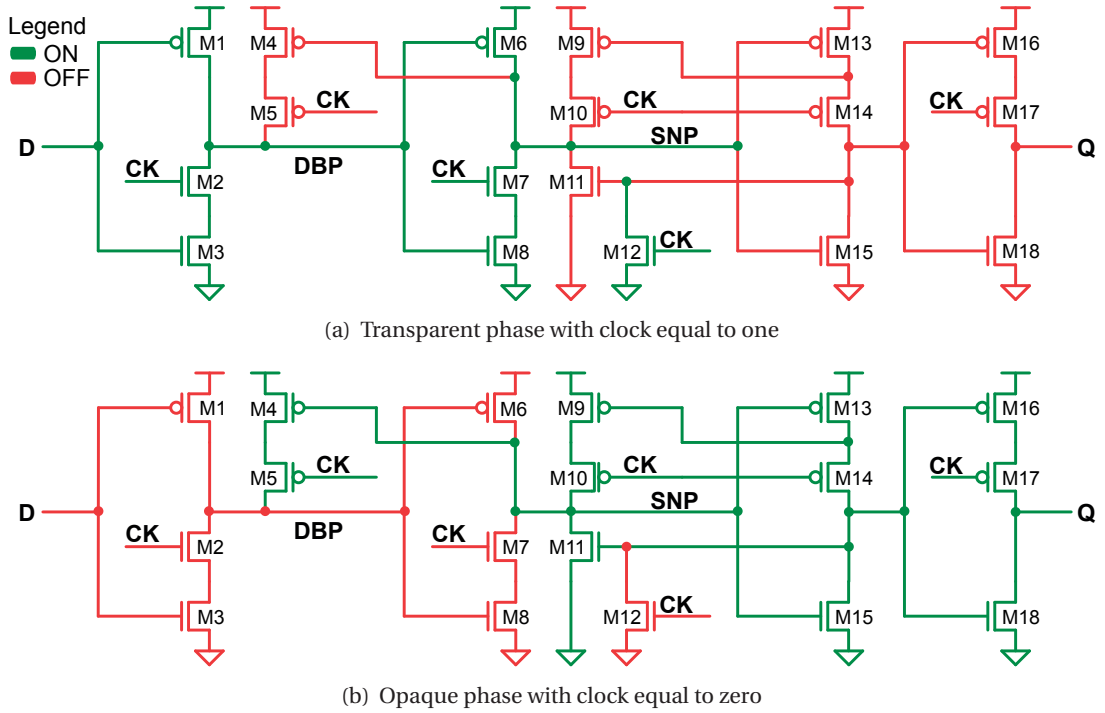 Legend
ON
OFF
M1 M4 M6 M9 M13 M16
M5 CK M10 CK M14 CK M17
D DBP SNP Q
CK M2 CK M7 M11
M3 M8 M12 CK M15 M18
(a) Transparent phase with clock equal to one
M1 M4 M6 M9 M13 M16
M5 CK M10 CK M14 CK M17
D DBP SNP Q
CK M2 CK M7 M11
M3 M8 M12 CK M15 M18
(b) Opaque phase with clock equal to zero